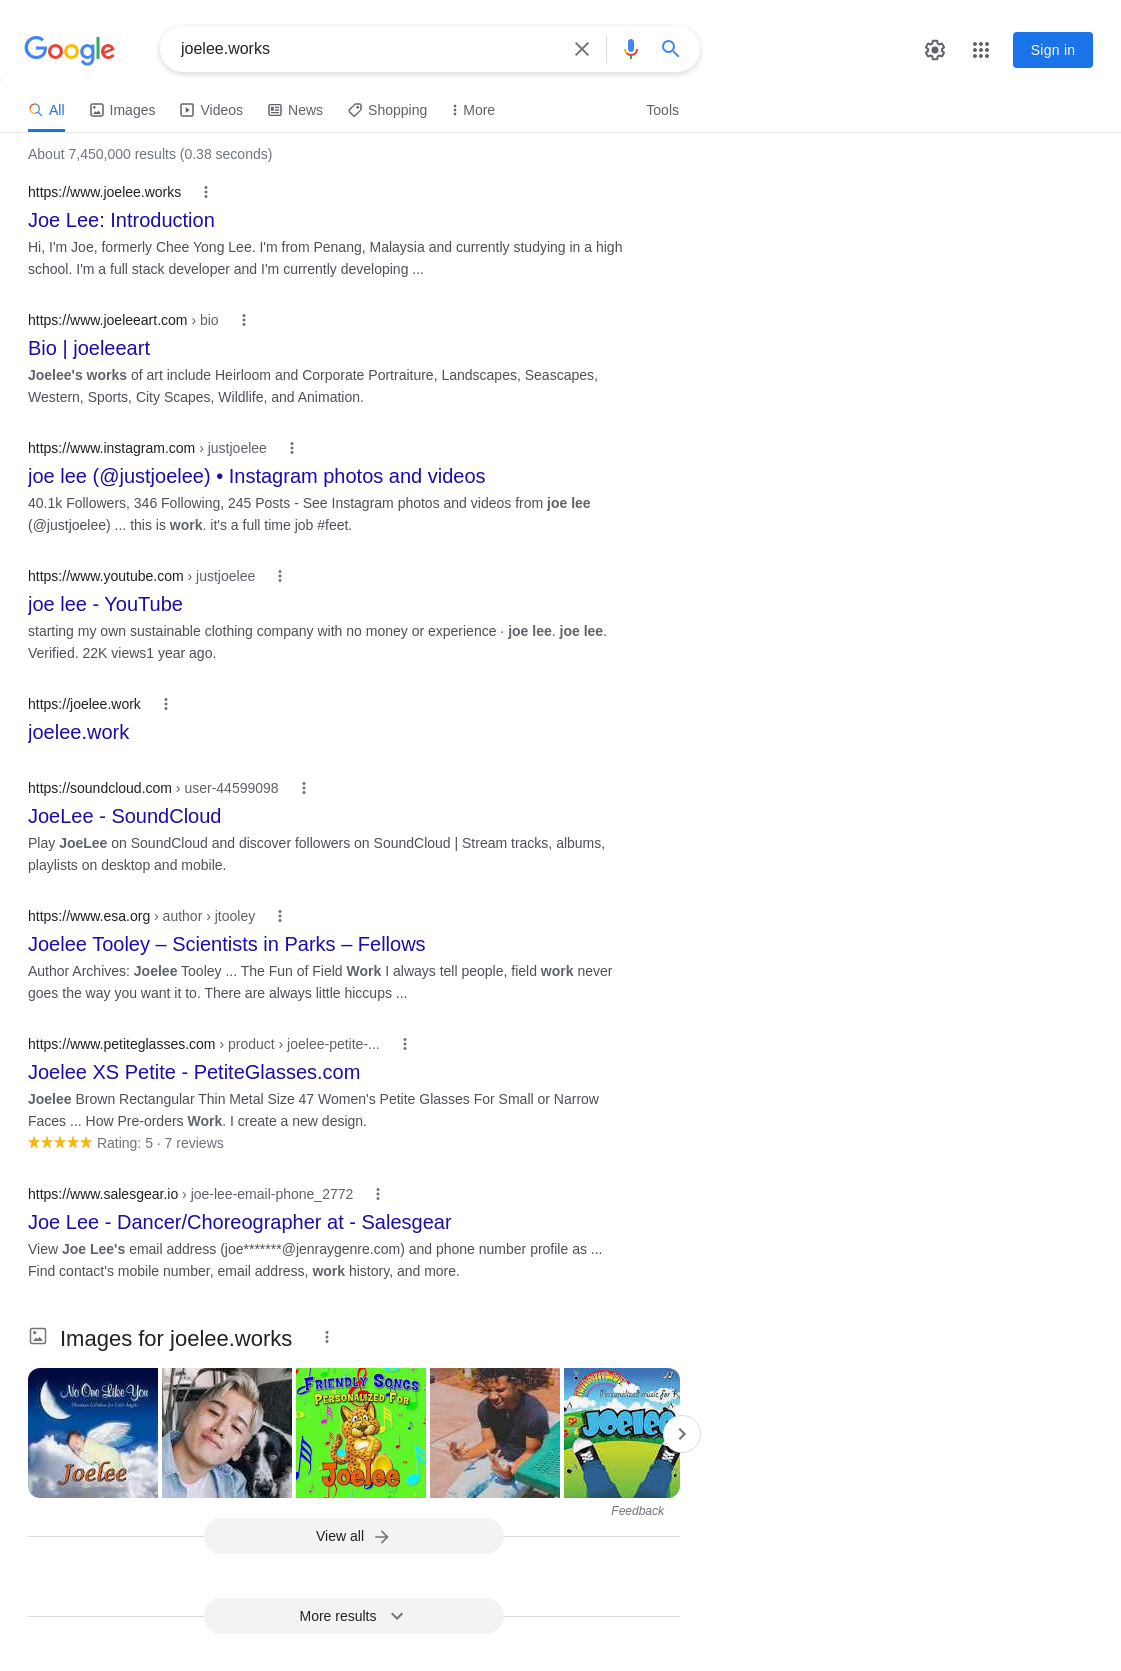 Google
joelee.works
Sign in
All
Images
Videos
News
Shopping
More
Tools
About 7,450,000 results (0.38 seconds)
https://www.joelee.works
Joe Lee: Introduction
Hi, I'm Joe, formerly Chee Yong Lee. I'm from Penang, Malaysia and currently studying in a high
school. I'm a full stack developer and I'm currently developing ...
https://www.joeleeart.com › bio
Bio | joeleeart
Joelee's works of art include Heirloom and Corporate Portraiture, Landscapes, Seascapes,
Western, Sports, City Scapes, Wildlife, and Animation.
https://www.instagram.com › justjoelee
joe lee (@justjoelee) • Instagram photos and videos
40.1k Followers, 346 Following, 245 Posts - See Instagram photos and videos from joe lee
(@justjoelee) ... this is work. it's a full time job #feet.
https://www.youtube.com › justjoelee
joe lee - YouTube
starting my own sustainable clothing company with no money or experience · joe lee. joe lee.
Verified. 22K views1 year ago.
https://joelee.work
joelee.work
https://soundcloud.com › user-44599098
JoeLee - SoundCloud
Play JoeLee on SoundCloud and discover followers on SoundCloud | Stream tracks, albums,
playlists on desktop and mobile.
https://www.esa.org › author › jtooley
Joelee Tooley – Scientists in Parks – Fellows
Author Archives: Joelee Tooley ... The Fun of Field Work I always tell people, field work never
goes the way you want it to. There are always little hiccups ...
https://www.petiteglasses.com › product › joelee-petite-...
Joelee XS Petite - PetiteGlasses.com
Joelee Brown Rectangular Thin Metal Size 47 Women's Petite Glasses For Small or Narrow
Faces ... How Pre-orders Work. I create a new design.
Rating: 5 · 7 reviews
https://www.salesgear.io › joe-lee-email-phone_2772
Joe Lee - Dancer/Choreographer at - Salesgear
View Joe Lee's email address (joe*******@jenraygenre.com) and phone number profile as ...
Find contact's mobile number, email address, work history, and more.
Images for joelee.works
No One Like You
Christian Lullabies for Little Angels
Joelee
FRIENDLY SONGS
PERSONALIZED FOR
Joelee
Personalized music for K
Joelee
Feedback
View all
More results